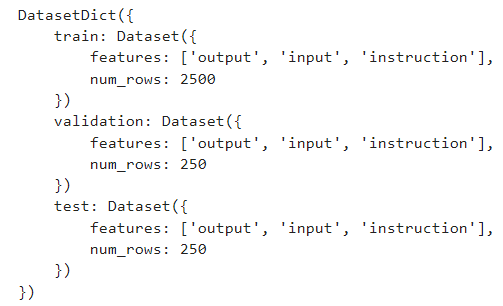 DatasetDict({
    train: Dataset({
        features: ['output', 'input', 'instruction'],
        num_rows: 2500
    })
    validation: Dataset({
        features: ['output', 'input', 'instruction'],
        num_rows: 250
    })
    test: Dataset({
        features: ['output', 'input', 'instruction'],
        num_rows: 250
    })
})